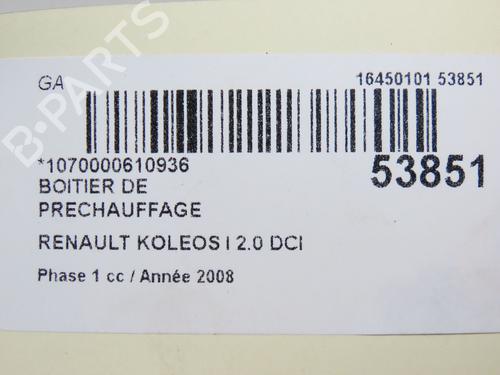 B-PARTS
GA
16450101 53851
*1070000610936
53851
BOITIER DE
PRECHAUFFAGE
RENAULT KOLEOS I 2.0 DCI
Phase 1 cc / Année 2008